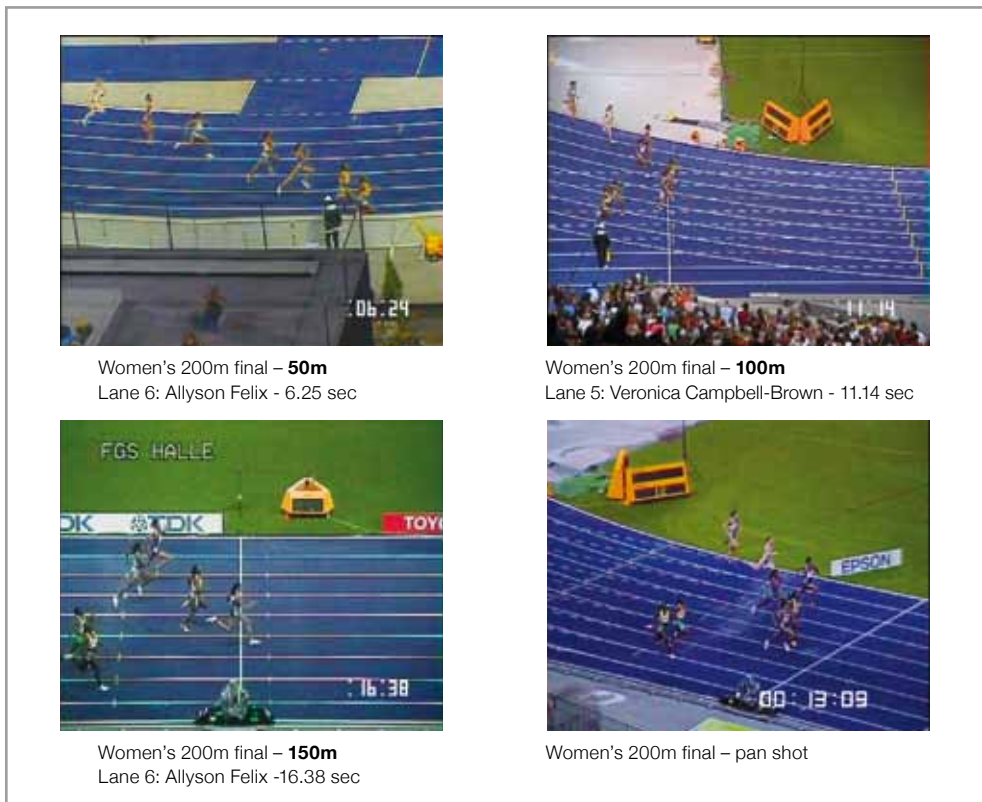 :06:24
11.14
Women's 200m final – 50m
Lane 6: Allyson Felix - 6.25 sec
Women's 200m final – 100m
Lane 5: Veronica Campbell-Brown - 11.14 sec
FGS HALLE
DK TDK TOYO
:16:38
EPSON
00:13:09
Women's 200m final – 150m
Lane 6: Allyson Felix -16.38 sec
Women's 200m final – pan shot